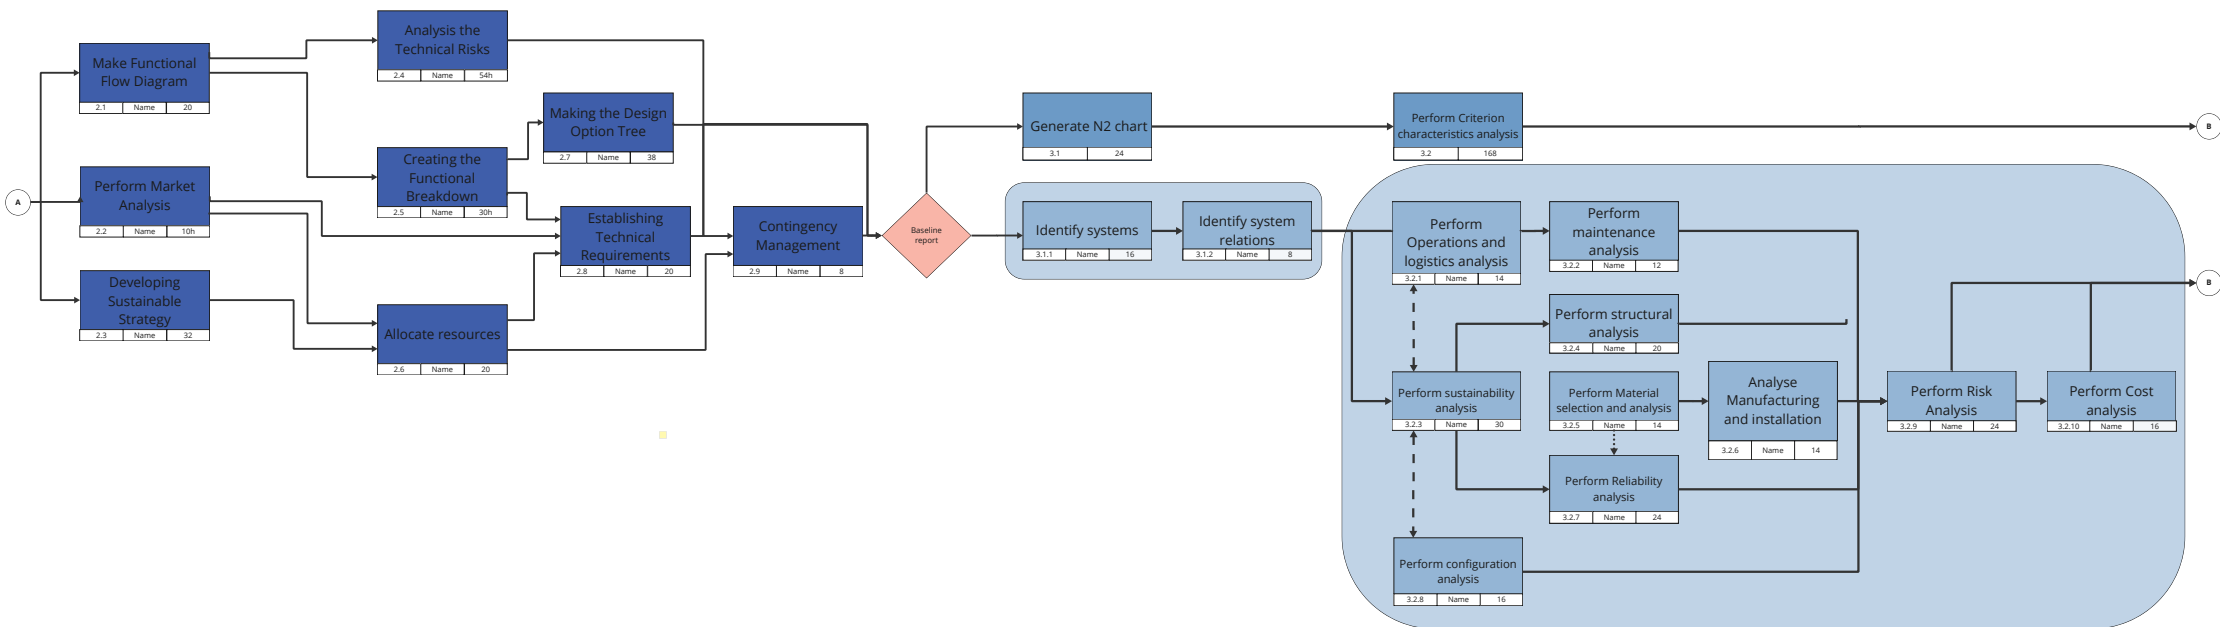 A
Make Functional
Flow Diagram
2.1 Name 20
Perform Market
Analysis
2.2 Name 10h
Developing
Sustainable
Strategy
2.3 Name 32
Analysis the
Technical Risks
2.4 Name 54h
Creating the
Functional
Breakdown
2.5 Name 30h
Allocate resources
2.6 Name 20
Making the Design
Option Tree
2.7 Name 38
Establishing
Technical
Requirements
2.8 Name 20
Contingency
Management
2.9 Name 8
Baseline
report
Generate N2 chart
3.1 24
Identify systems
3.1.1 Name 16
Identify system
relations
3.1.2 Name 8
Perform Criterion
characteristics analysis
3.2 168
B
Perform
Operations and
logistics analysis
3.2.1 Name 14
Perform
maintenance
analysis
3.2.2 Name 12
Perform sustainability
analysis
3.2.3 Name 30
Perform structural
analysis
3.2.4 Name 20
Perform Material
selection and analysis
3.2.5 Name 14
Analyse
Manufacturing
and installation
3.2.6 Name 14
Perform Reliability
analysis
3.2.7 Name 24
Perform configuration
analysis
3.2.8 Name 16
Perform Risk
Analysis
3.2.9 Name 24
Perform Cost
analysis
3.2.10 Name 16
B